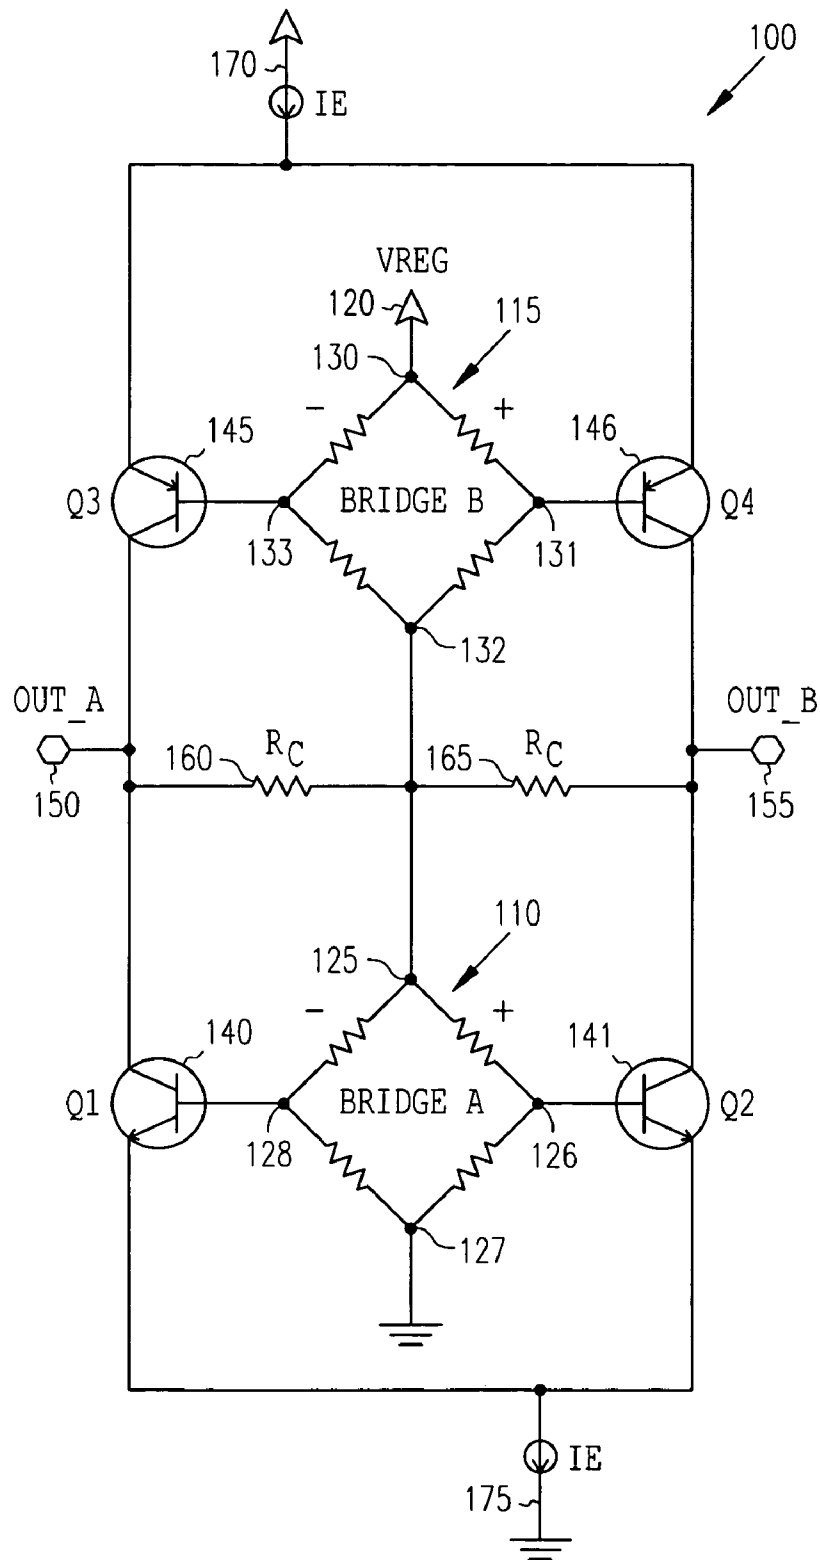 100
170
IE
VREG
120
115
130
-
+
145
146
Q3
BRIDGE B
Q4
133
131
132
OUT_A
OUT_B
160
RC
165
RC
150
155
110
125
-
+
140
141
Q1
BRIDGE A
Q2
128
126
127
IE
175